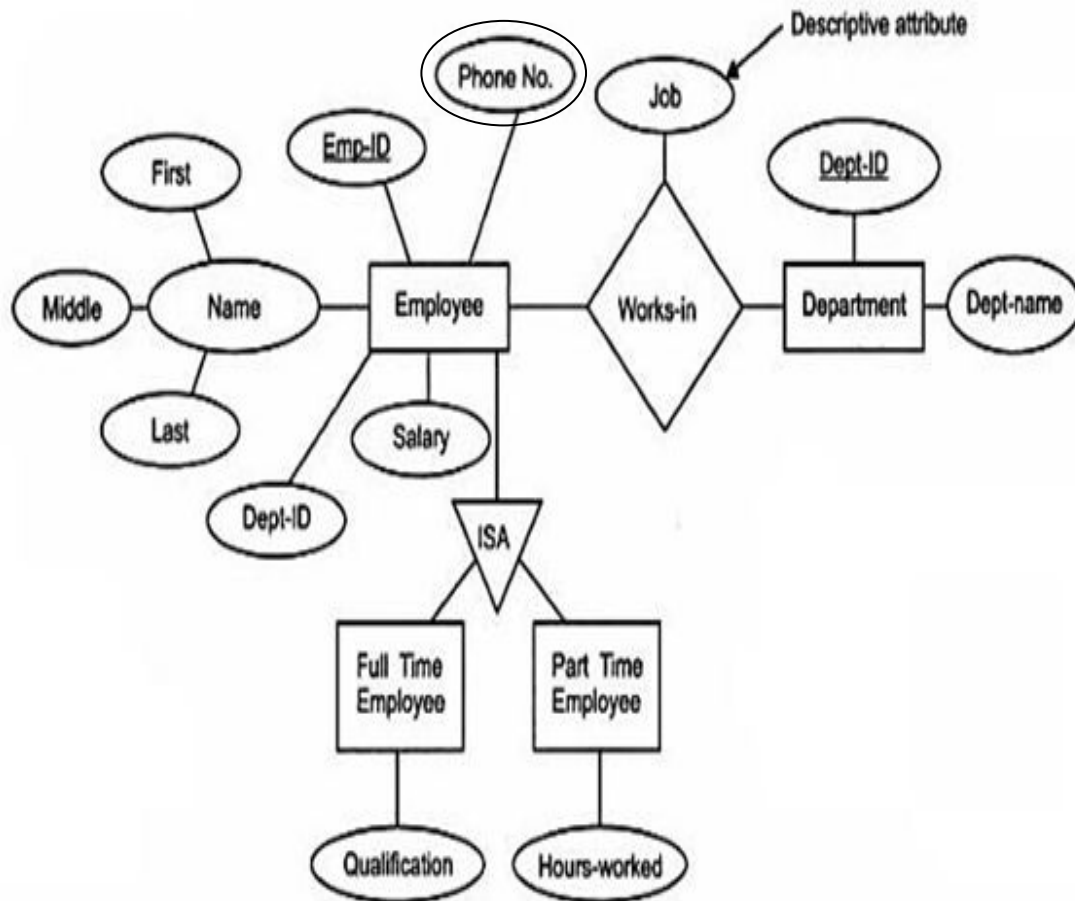 Descriptive attribute
Phone No.
Job
Emp-ID
Dept-ID
First
Middle
Name
Employee
Works-in
Department
Dept-name
Last
Salary
Dept-ID
ISA
Full Time
Employee
Part Time
Employee
Qualification
Hours-worked